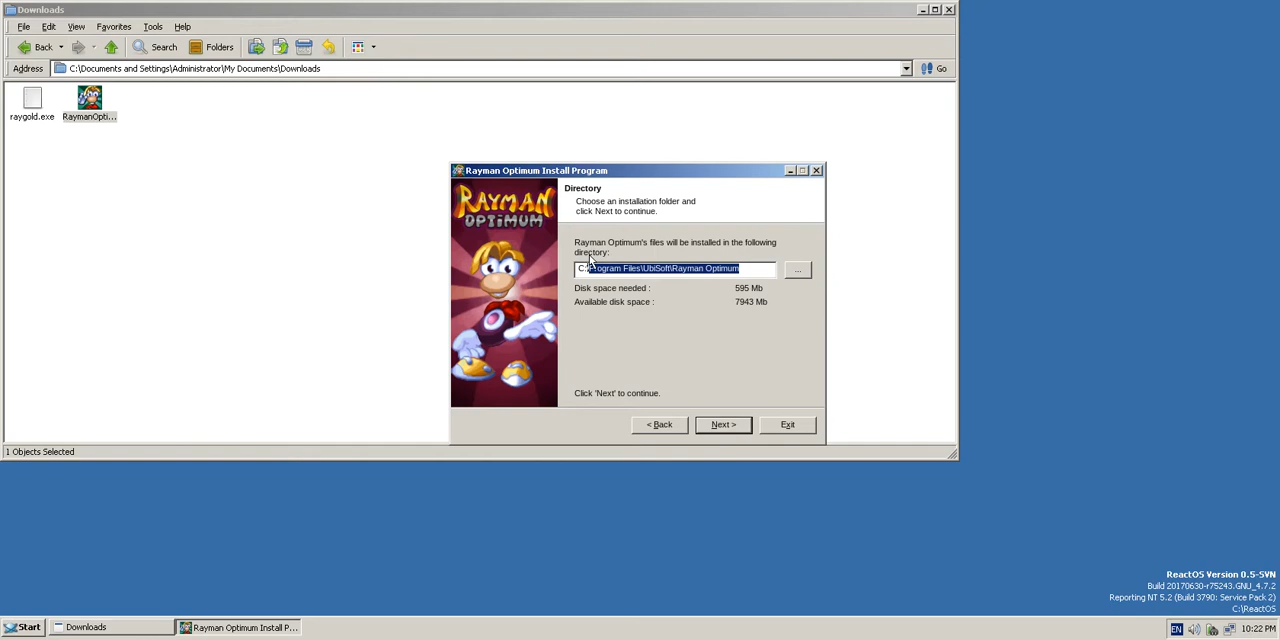 Downloads
File Edit View Favorites Tools Help
Back Search Folders
Address C:\Documents and Settings\Administrator\My Documents\Downloads Go
raygold.exe RaymanOpti...
Rayman Optimum Install Program
RAYMAN
OPTIMUM
Directory
Choose an installation folder and
click Next to continue.
Rayman Optimum's files will be installed in the following
directory:
C:\Program Files\UbiSoft\Rayman Optimum ...
Disk space needed : 595 Mb
Available disk space : 7943 Mb
Click 'Next' to continue.
< Back Next > Exit
1 Objects Selected
ReactOS Version 0.5-SVN
Build 20170630-r75243.GNU_4.7.2
Reporting NT 5.2 (Build 3790: Service Pack 2)
C:\ReactOS
Start Downloads Rayman Optimum Install P... EN 10:22 PM